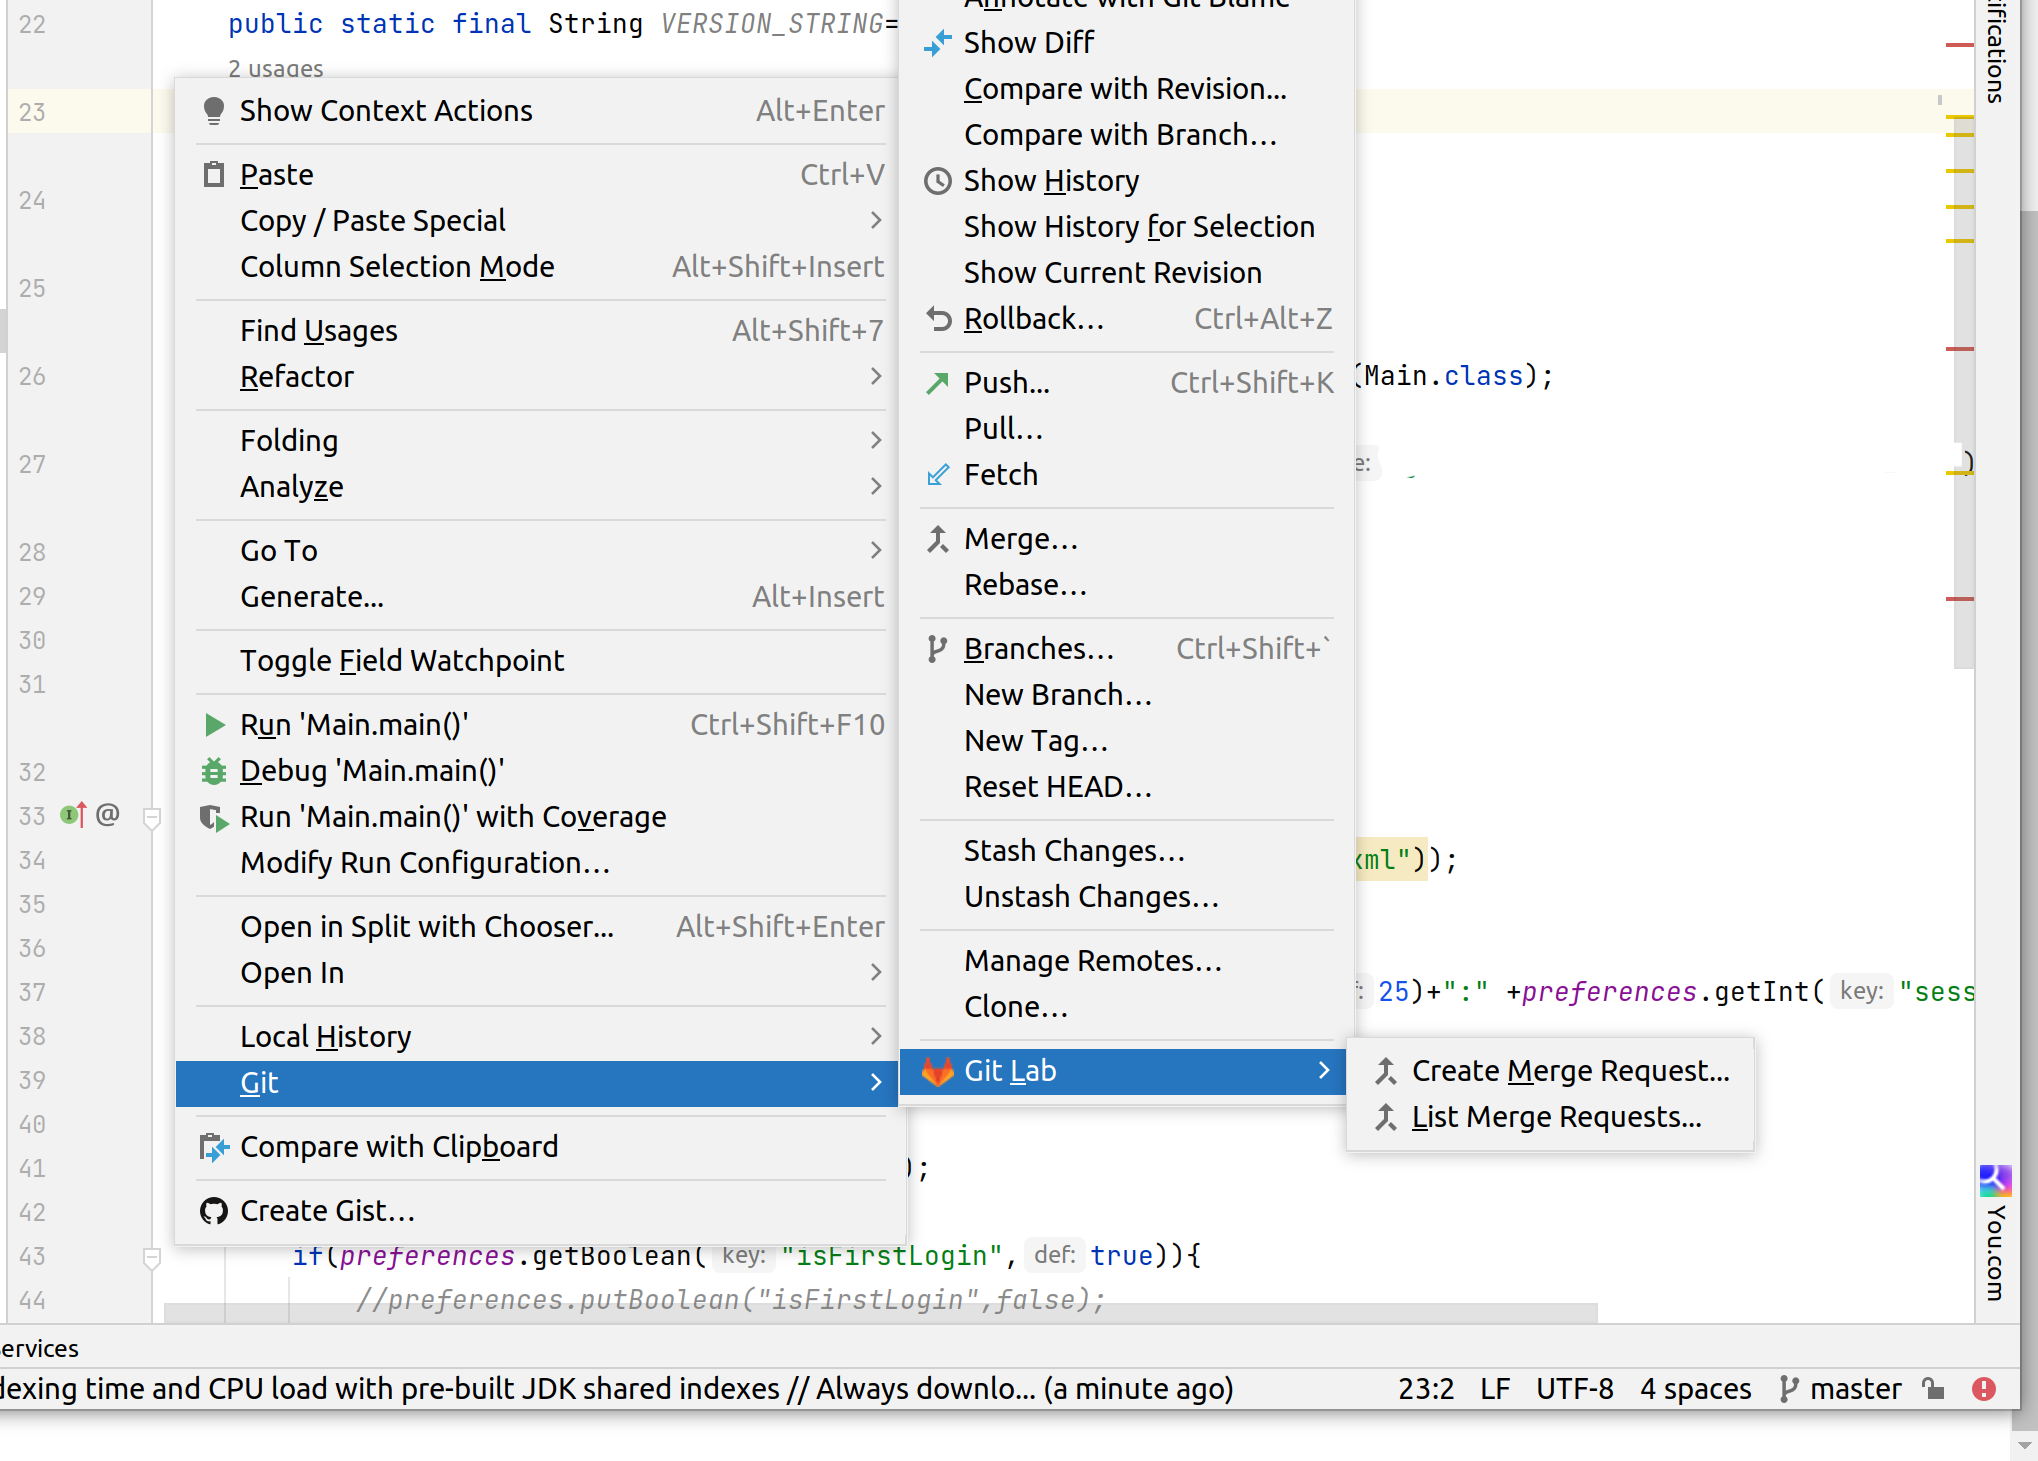 22 public static final String VERSION_STRING=
2 usages
23
24
25
26 (Main.class);
27 e: )
28
29
30
31
32
33 @
34 xml"));
35
36
37 25)+":" +preferences.getInt( key: "sess
38
39
40
41 );
42
43 if(preferences.getBoolean( key: "isFirstLogin", def: true)){
44 //preferences.putBoolean("isFirstLogin",false);
Show Context Actions Alt+Enter
Paste Ctrl+V
Copy / Paste Special
Column Selection Mode Alt+Shift+Insert
Find Usages Alt+Shift+7
Refactor
Folding
Analyze
Go To
Generate... Alt+Insert
Toggle Field Watchpoint
Run 'Main.main()' Ctrl+Shift+F10
Debug 'Main.main()'
Run 'Main.main()' with Coverage
Modify Run Configuration...
Open in Split with Chooser... Alt+Shift+Enter
Open In
Local History
Git
Compare with Clipboard
Create Gist...
Annotate with Git Blame
Show Diff
Compare with Revision...
Compare with Branch...
Show History
Show History for Selection
Show Current Revision
Rollback... Ctrl+Alt+Z
Push... Ctrl+Shift+K
Pull...
Fetch
Merge...
Rebase...
Branches... Ctrl+Shift+`
New Branch...
New Tag...
Reset HEAD...
Stash Changes...
Unstash Changes...
Manage Remotes...
Clone...
Git Lab
Create Merge Request...
List Merge Requests...
ifications
You.com
ervices
dexing time and CPU load with pre-built JDK shared indexes // Always downlo... (a minute ago) 23:2 LF UTF-8 4 spaces master